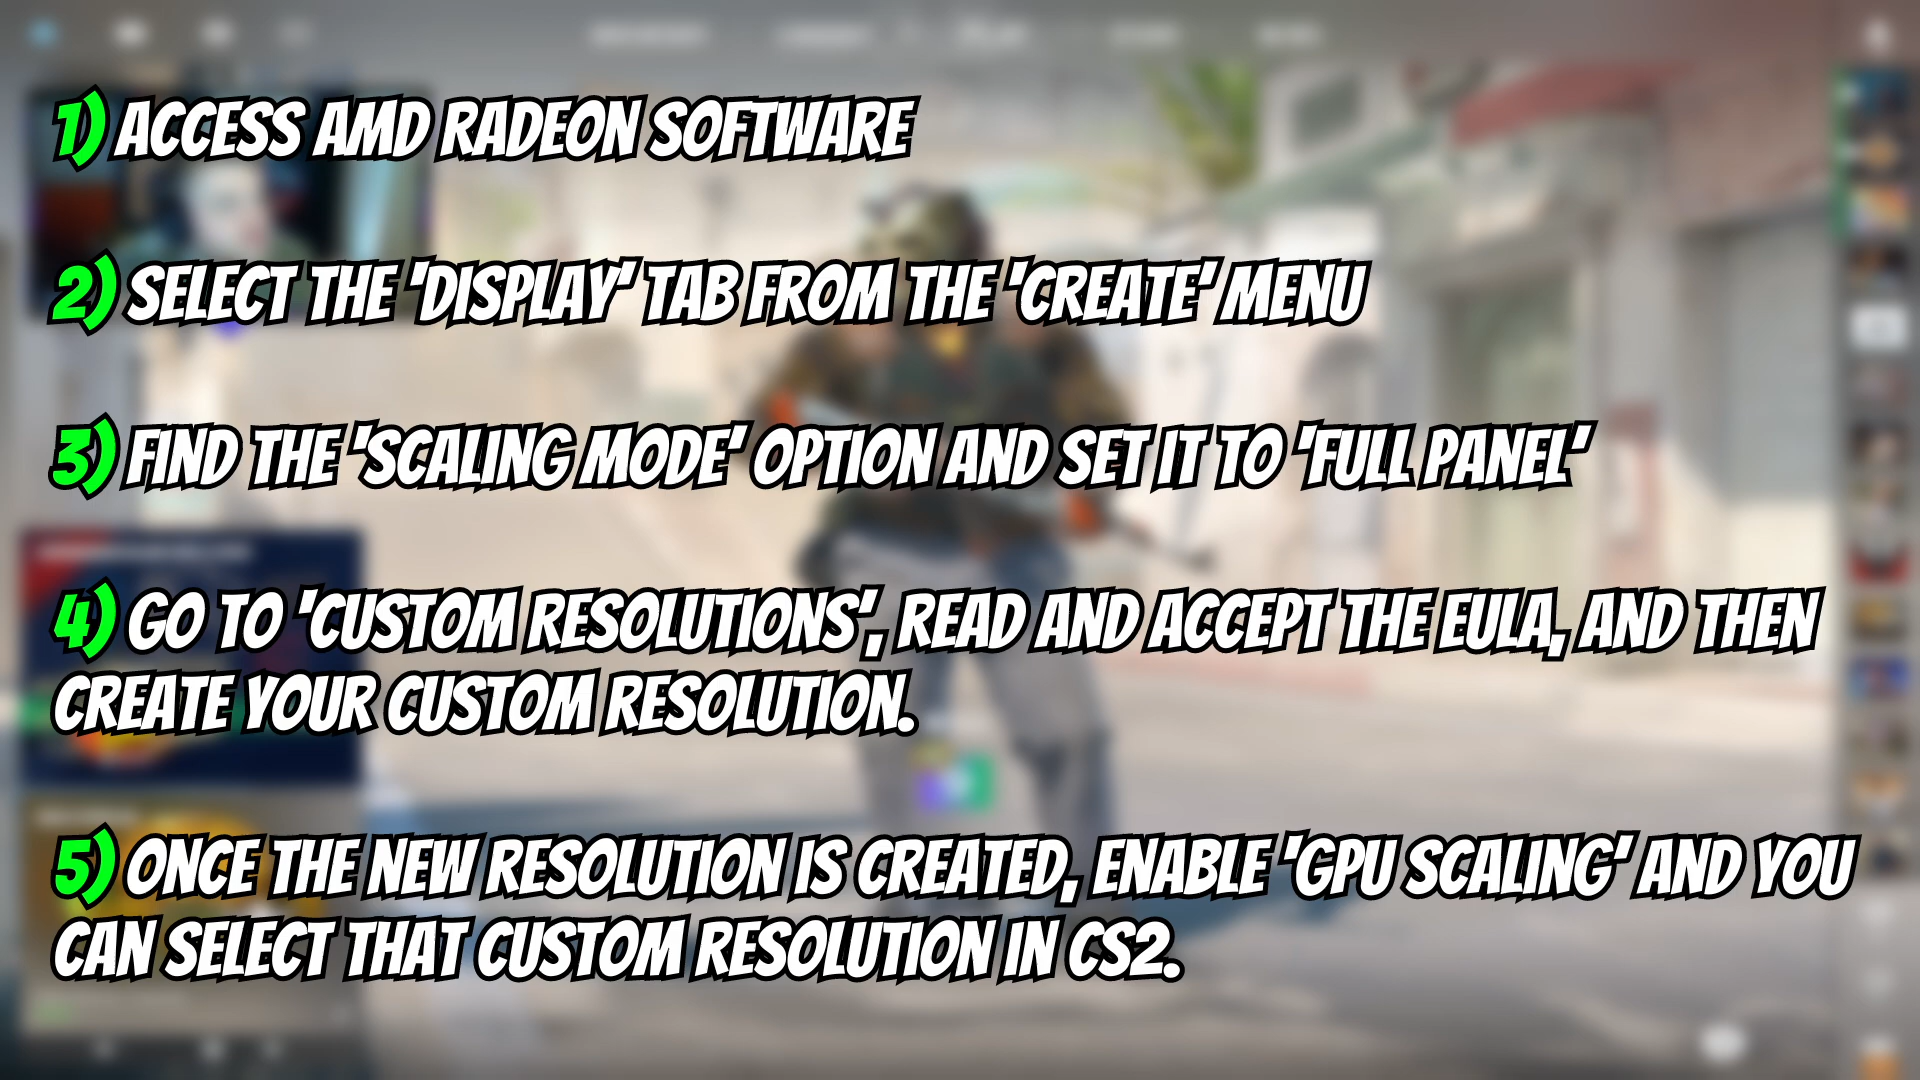 1) ACCESS AMD RADEON SOFTWARE
2) SELECT THE 'DISPLAY' TAB FROM THE 'CREATE' MENU
3) FIND THE 'SCALING MODE' OPTION AND SET IT TO 'FULL PANEL'
4) GO TO 'CUSTOM RESOLUTIONS', READ AND ACCEPT THE EULA, AND THEN
CREATE YOUR CUSTOM RESOLUTION.
5) ONCE THE NEW RESOLUTION IS CREATED, ENABLE 'GPU SCALING' AND YOU
CAN SELECT THAT CUSTOM RESOLUTION IN CS2.